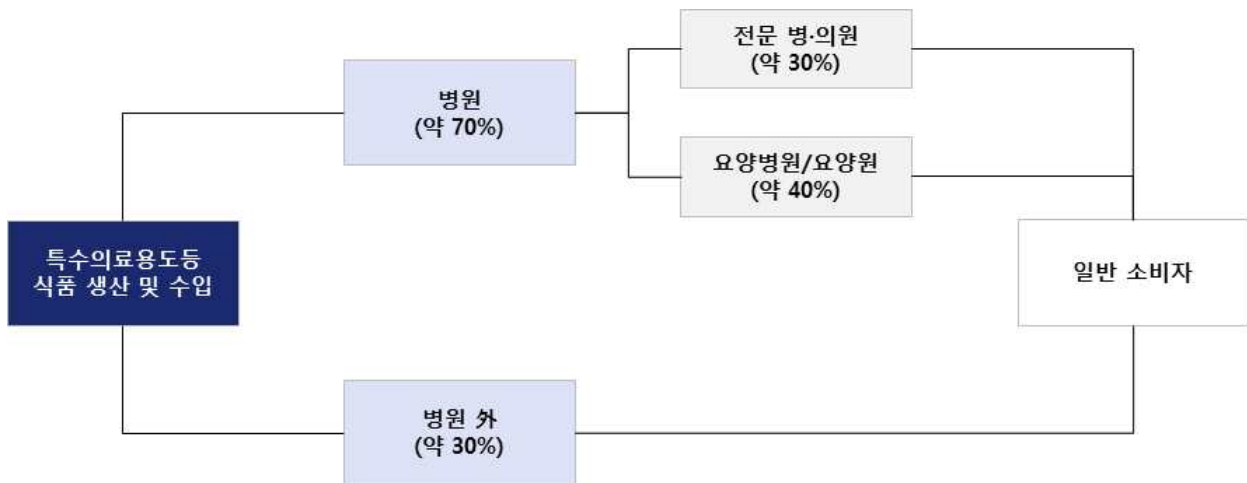 전문 병·의원
(약 30%)
병원
(약 70%)
요양병원/요양원
(약 40%)
특수의료용도등
식품 생산 및 수입
일반 소비자
병원 外
(약 30%)